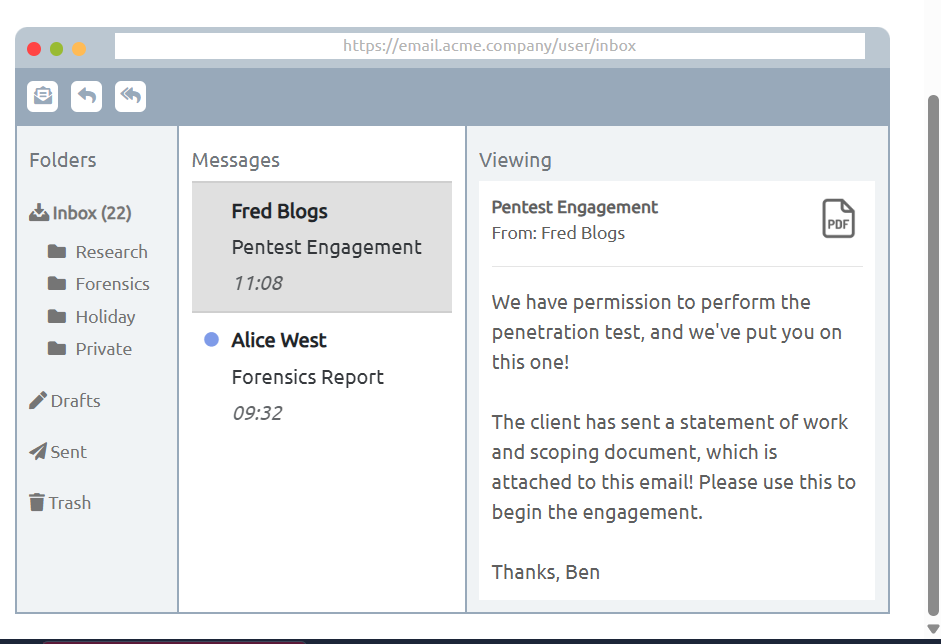 https://email.acme.company/user/inbox
Folders
Inbox (22)
Research
Forensics
Holiday
Private
Drafts
Sent
Trash
Messages
Fred Blogs
Pentest Engagement
11:08
Alice West
Forensics Report
09:32
Viewing
Pentest Engagement
From: Fred Blogs
PDF
We have permission to perform the
penetration test, and we've put you on
this one!
The client has sent a statement of work
and scoping document, which is
attached to this email! Please use this to
begin the engagement.
Thanks, Ben